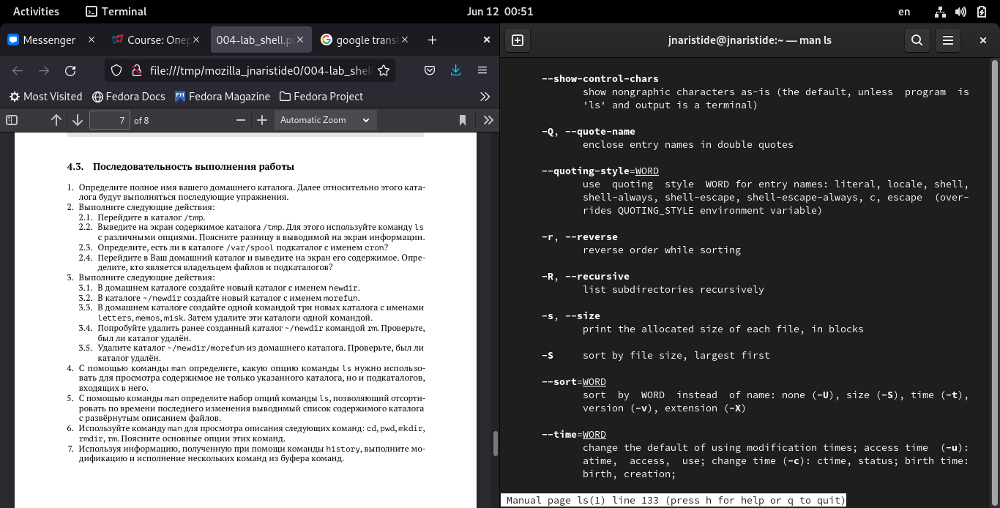 Activities
Terminal
Jun 12 00:51
en
Messenger
Course: Опер
004-lab_shell.p
google transl
jnaristide@jnaristide:~ — man ls
file:///tmp/mozilla_jnaristide0/004-lab_shel
Most Visited
Fedora Docs
Fedora Magazine
Fedora Project
7 of 8
Automatic Zoom
4.3. Последовательность выполнения работы
1. Определите полное имя вашего домашнего каталога. Далее относительно этого ката-
лога будут выполняться последующие упражнения.
2. Выполните следующие действия:
2.1. Перейдите в каталог /tmp.
2.2. Выведите на экран содержимое каталога /tmp. Для этого используйте команду ls
с различными опциями. Поясните разницу в выводимой на экран информации.
2.3. Определите, есть ли в каталоге /var/spool подкаталог с именем cron?
2.4. Перейдите в Ваш домашний каталог и выведите на экран его содержимое. Опре-
делите, кто является владельцем файлов и подкаталогов?
3. Выполните следующие действия:
3.1. В домашнем каталоге создайте новый каталог с именем newdir.
3.2. В каталоге ~/newdir создайте новый каталог с именем morefun.
3.3. В домашнем каталоге создайте одной командой три новых каталога с именами
letters, memos, misk. Затем удалите эти каталоги одной командой.
3.4. Попробуйте удалить ранее созданный каталог ~/newdir командой rm. Проверьте,
был ли каталог удалён.
3.5. Удалите каталог ~/newdir/morefun из домашнего каталога. Проверьте, был ли
каталог удалён.
4. С помощью команды man определите, какую опцию команды ls нужно использо-
вать для просмотра содержимое не только указанного каталога, но и подкаталогов,
входящих в него.
5. С помощью команды man определите набор опций команды ls, позволяющий отсорти-
ровать по времени последнего изменения выводимый список содержимого каталога
с развёрнутым описанием файлов.
6. Используйте команду man для просмотра описания следующих команд: cd, pwd, mkdir,
rmdir, rm. Поясните основные опции этих команд.
7. Используя информацию, полученную при помощи команды history, выполните мо-
дификацию и исполнение нескольких команд из буфера команд.
--show-control-chars
show nongraphic characters as-is (the default, unless program is
'ls' and output is a terminal)
-Q, --quote-name
enclose entry names in double quotes
--quoting-style=WORD
use quoting style WORD for entry names: literal, locale, shell,
shell-always, shell-escape, shell-escape-always, c, escape (over-
rides QUOTING_STYLE environment variable)
-r, --reverse
reverse order while sorting
-R, --recursive
list subdirectories recursively
-s, --size
print the allocated size of each file, in blocks
-S sort by file size, largest first
--sort=WORD
sort by WORD instead of name: none (-U), size (-S), time (-t),
version (-v), extension (-X)
--time=WORD
change the default of using modification times; access time (-u):
atime, access, use; change time (-c): ctime, status; birth time:
birth, creation;
Manual page ls(1) line 133 (press h for help or q to quit)